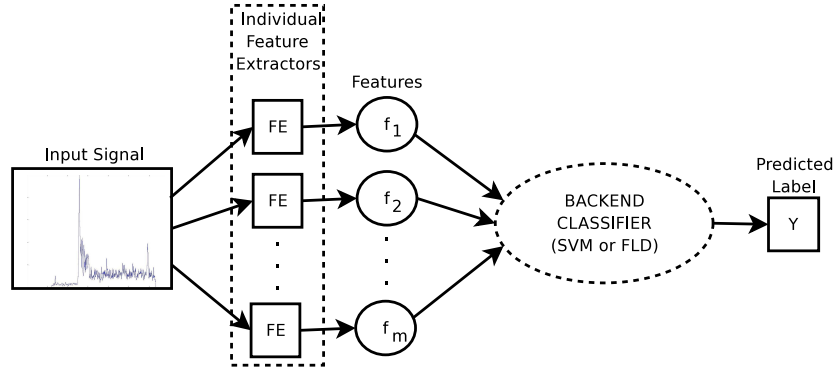 Individual
Feature
Extractors
Features
FE
f1
Input Signal
Predicted
Label
FE
f2
BACKEND
CLASSIFIER
(SVM or FLD)
Y
FE
fm